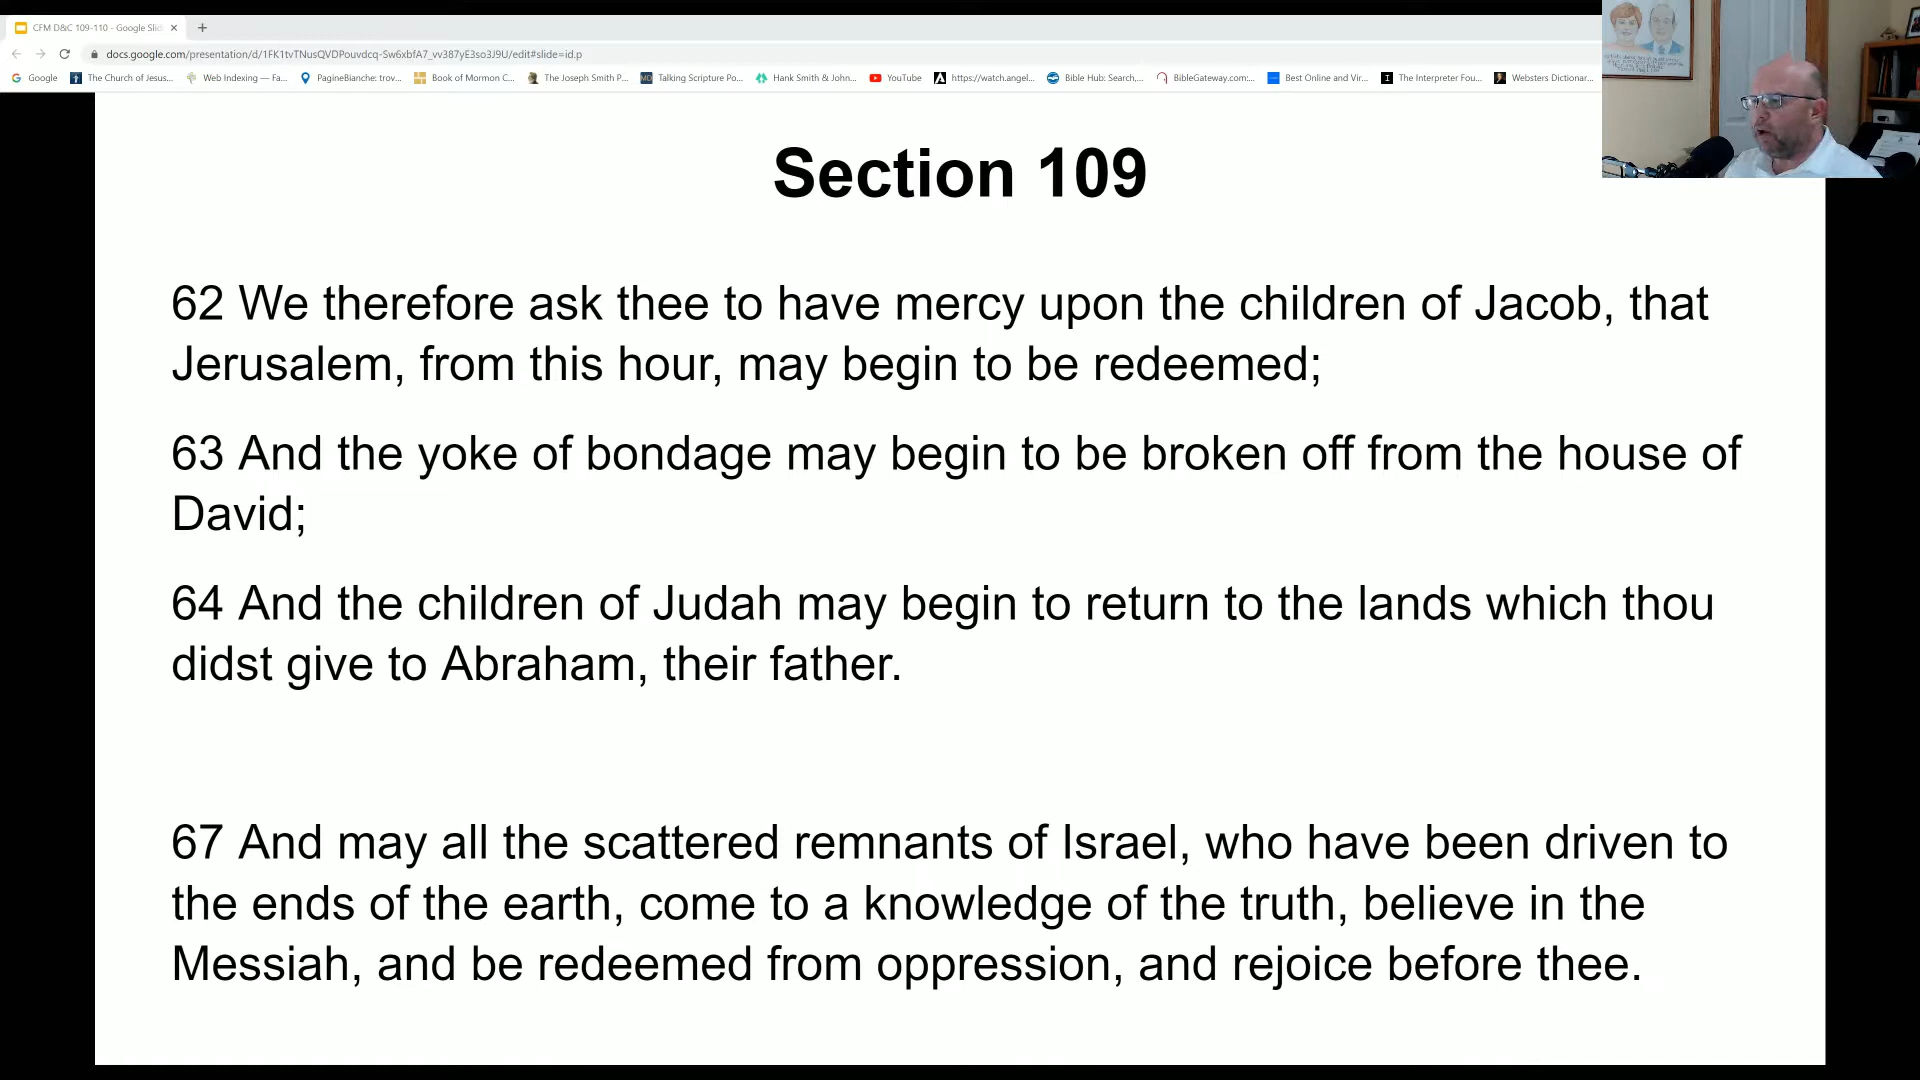 CFM D&C 109-110 - Google Slid
docs.google.com/presentation/d/1FK1tvTNusQVDPouvdcq-Sw6xbfA7_vv387yE3so3J9U/edit#slide=id.p
Google The Church of Jesus... Web Indexing — Fa... PagineBianche: trov... Book of Mormon C... The Joseph Smith P... Talking Scripture Po... Hank Smith & John... YouTube https://watch.angel... Bible Hub: Search,... BibleGateway.com:... Best Online and Vir... The Interpreter Fou... Websters Dictionar...
Section 109
62 We therefore ask thee to have mercy upon the children of Jacob, that
Jerusalem, from this hour, may begin to be redeemed;
63 And the yoke of bondage may begin to be broken off from the house of
David;
64 And the children of Judah may begin to return to the lands which thou
didst give to Abraham, their father.
67 And may all the scattered remnants of Israel, who have been driven to
the ends of the earth, come to a knowledge of the truth, believe in the
Messiah, and be redeemed from oppression, and rejoice before thee.